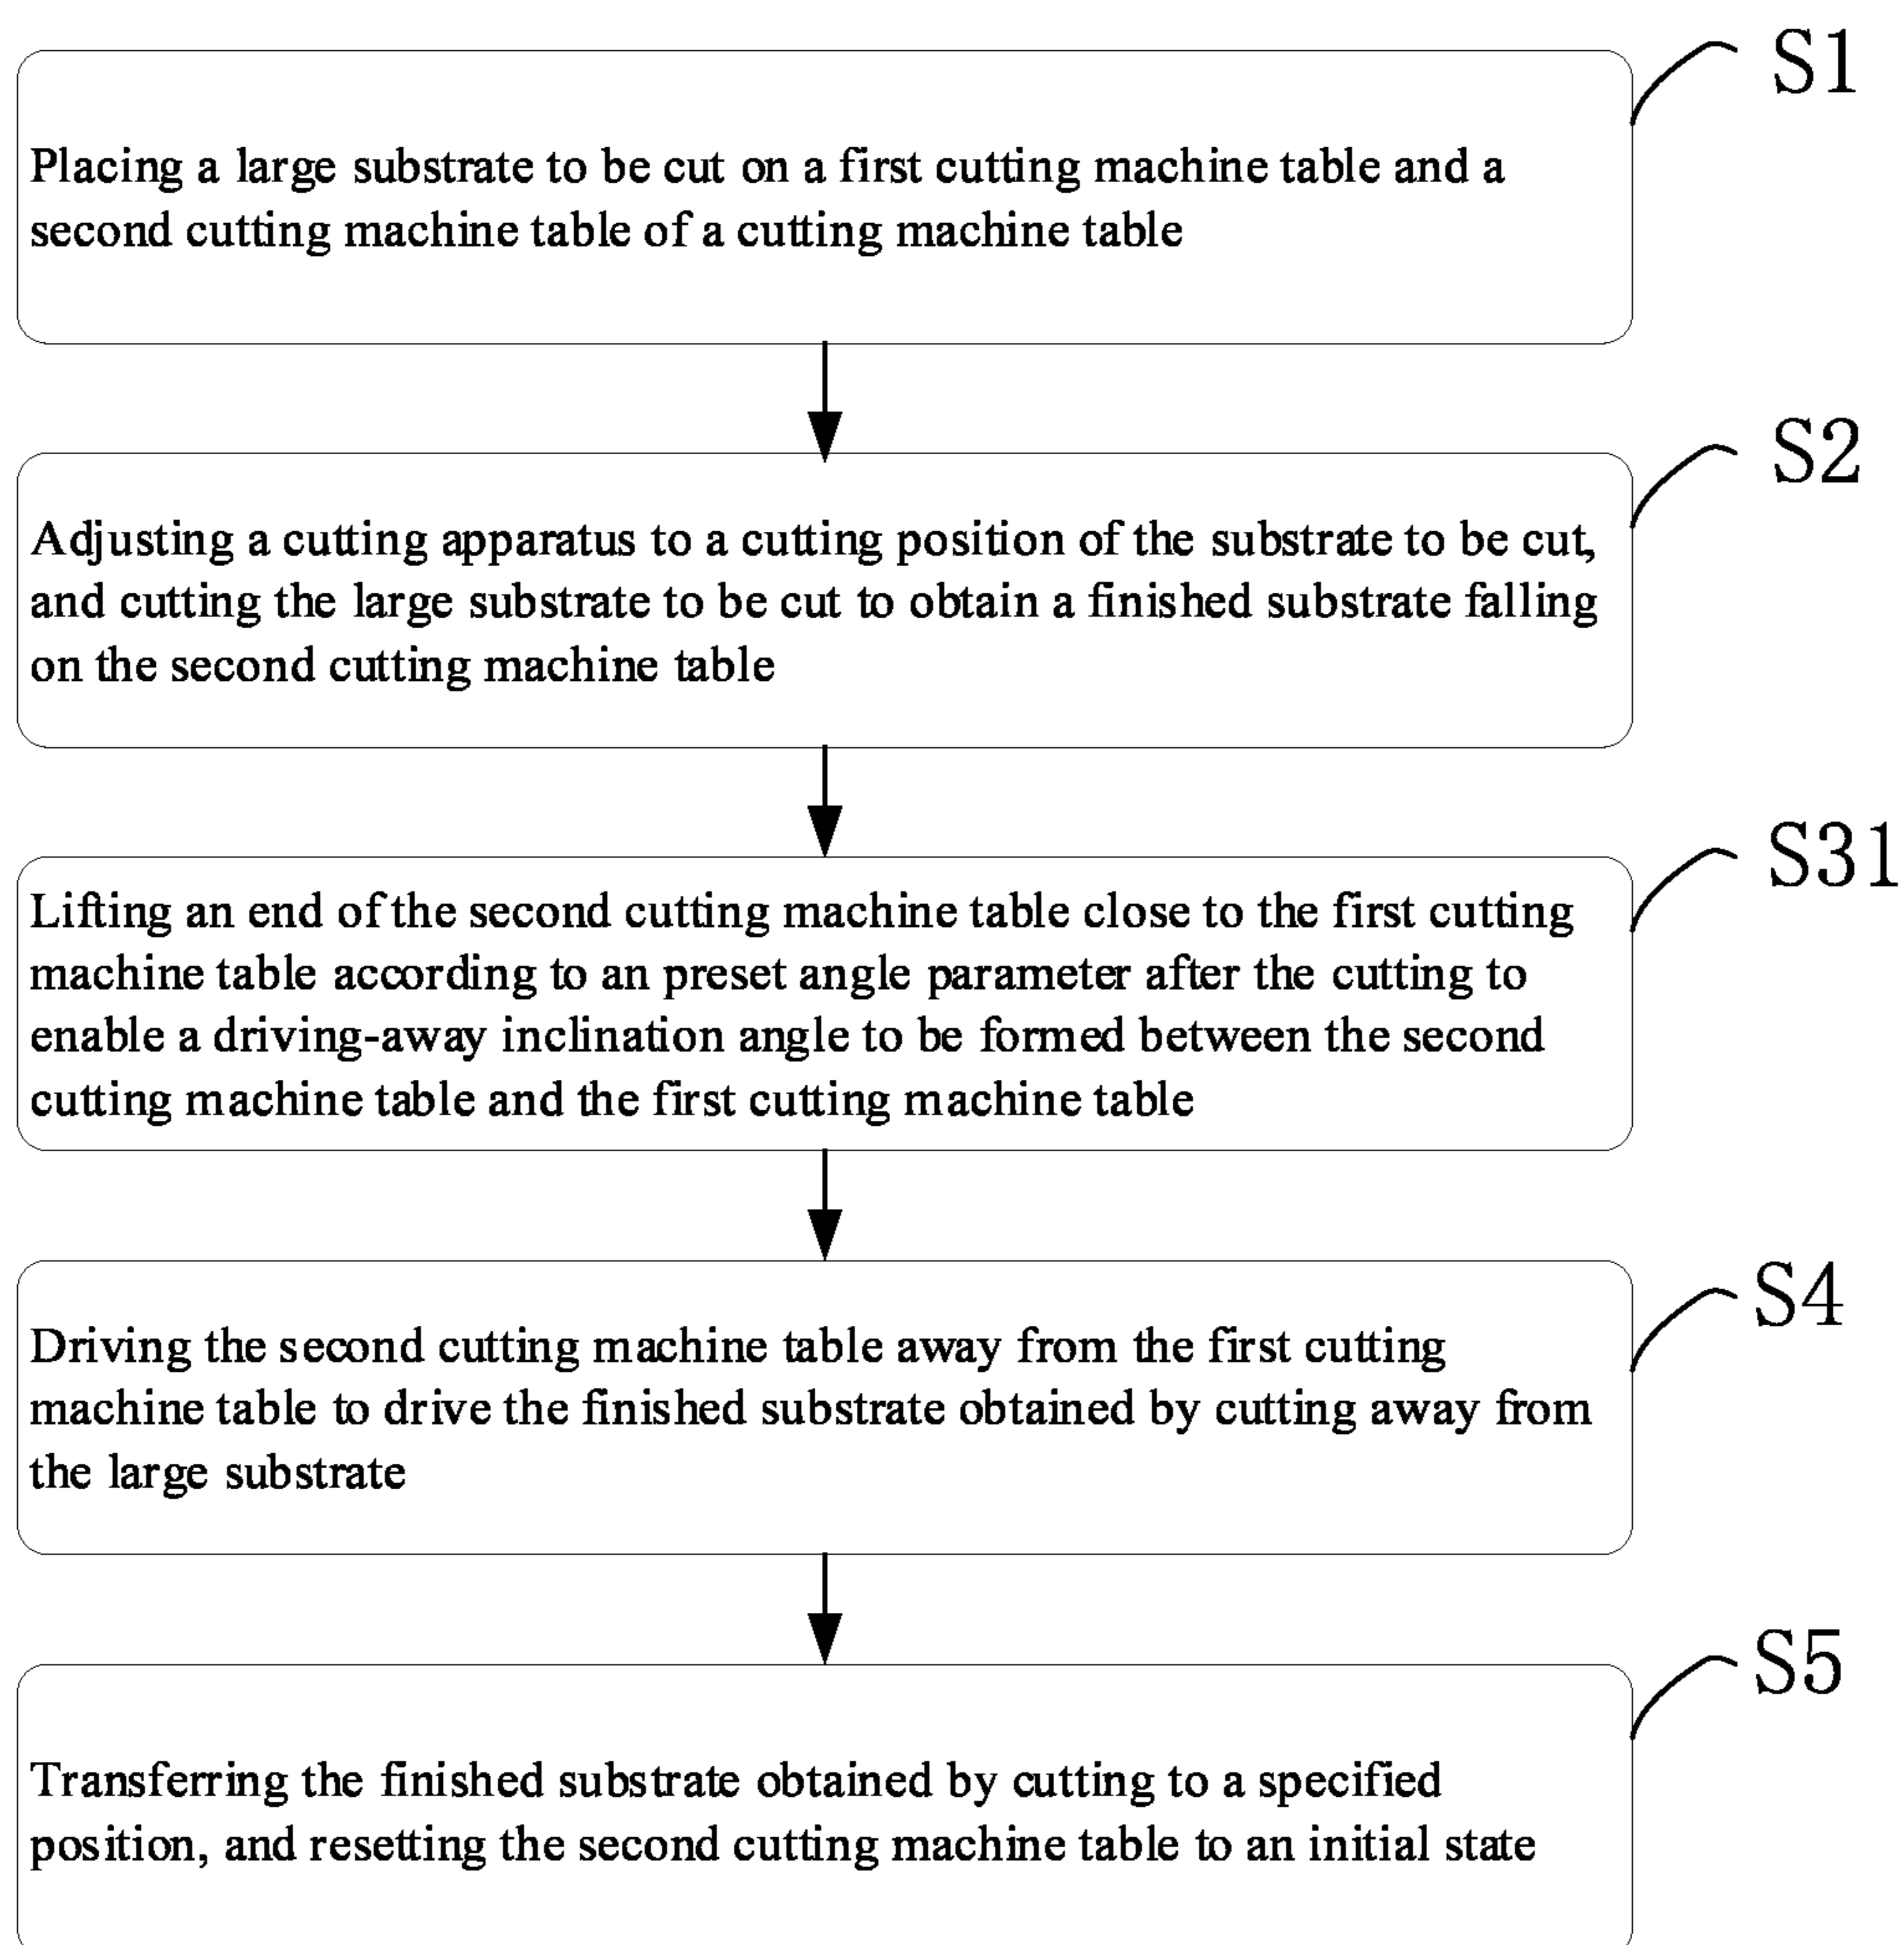 S1
Placing a large substrate to be cut on a first cutting machine table and a
second cutting machine table of a cutting machine table
S2
Adjusting a cutting apparatus to a cutting position of the substrate to be cut,
and cutting the large substrate to be cut to obtain a finished substrate falling
on the second cutting machine table
S31
Lifting an end of the second cutting machine table close to the first cutting
machine table according to an preset angle parameter after the cutting to
enable a driving-away inclination angle to be formed between the second
cutting machine table and the first cutting machine table
S4
Driving the second cutting machine table away from the first cutting
machine table to drive the finished substrate obtained by cutting away from
the large substrate
S5
Transferring the finished substrate obtained by cutting to a specified
position, and resetting the second cutting machine table to an initial state